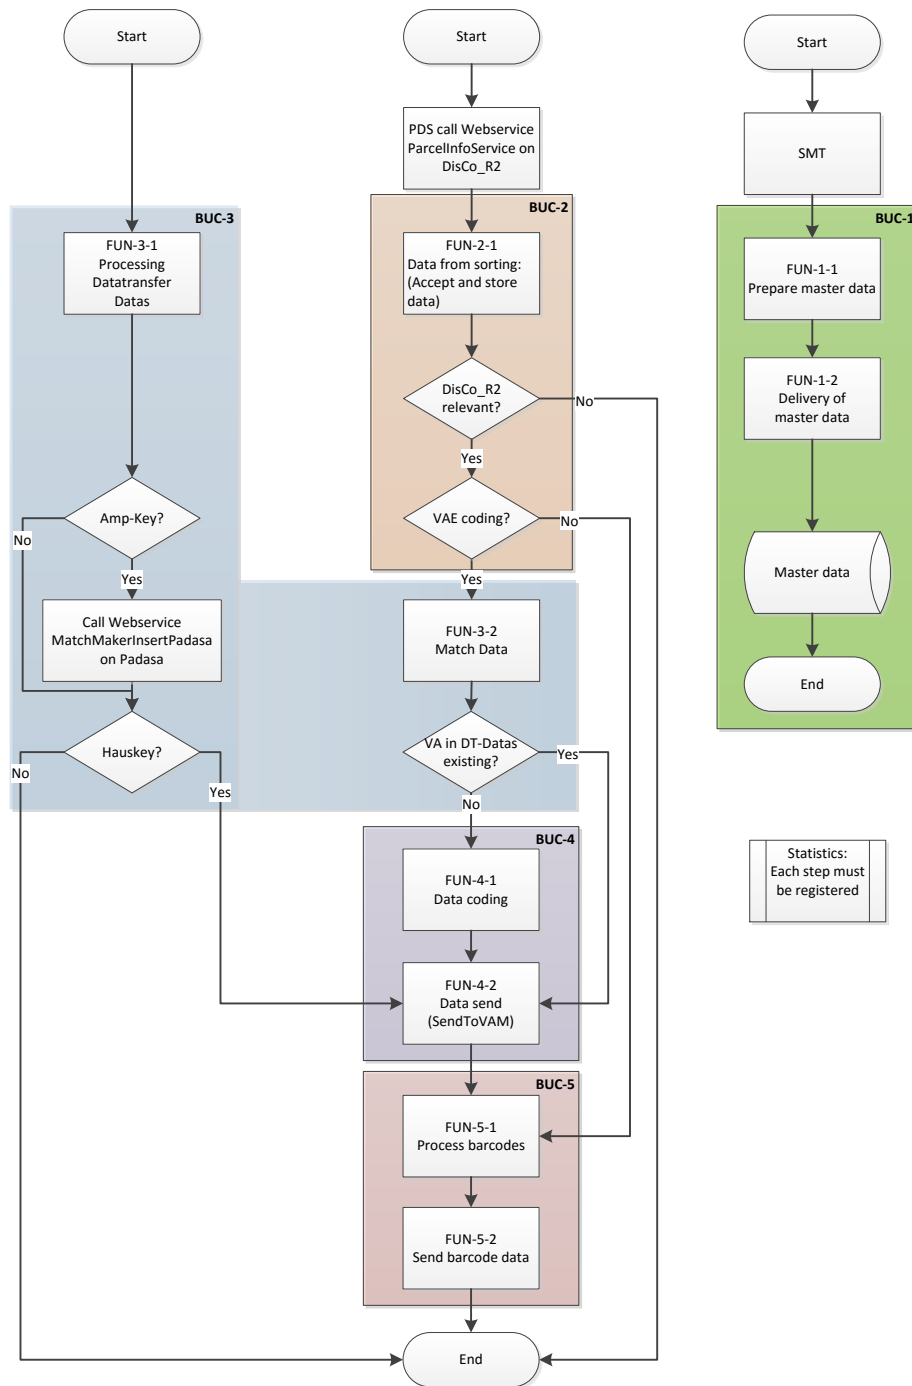 Start
Start
Start
PDS call Webservice
ParcelInfoService on
DisCo_R2
SMT
BUC-3
BUC-2
BUC-1
FUN-3-1
Processing
Datatransfer
Datas
FUN-2-1
Data from sorting:
(Accept and store
data)
FUN-1-1
Prepare master data
DisCo_R2
relevant?
No
Yes
FUN-1-2
Delivery of
master data
Amp-Key?
No
Yes
VAE coding?
No
Yes
Master data
Call Webservice
MatchMakerInsertPadasa
on Padasa
FUN-3-2
Match Data
End
Hauskey?
No
Yes
VA in DT-Datas
existing?
Yes
No
BUC-4
FUN-4-1
Data coding
Statistics:
Each step must
be registered
FUN-4-2
Data send
(SendToVAM)
BUC-5
FUN-5-1
Process barcodes
FUN-5-2
Send barcode data
End